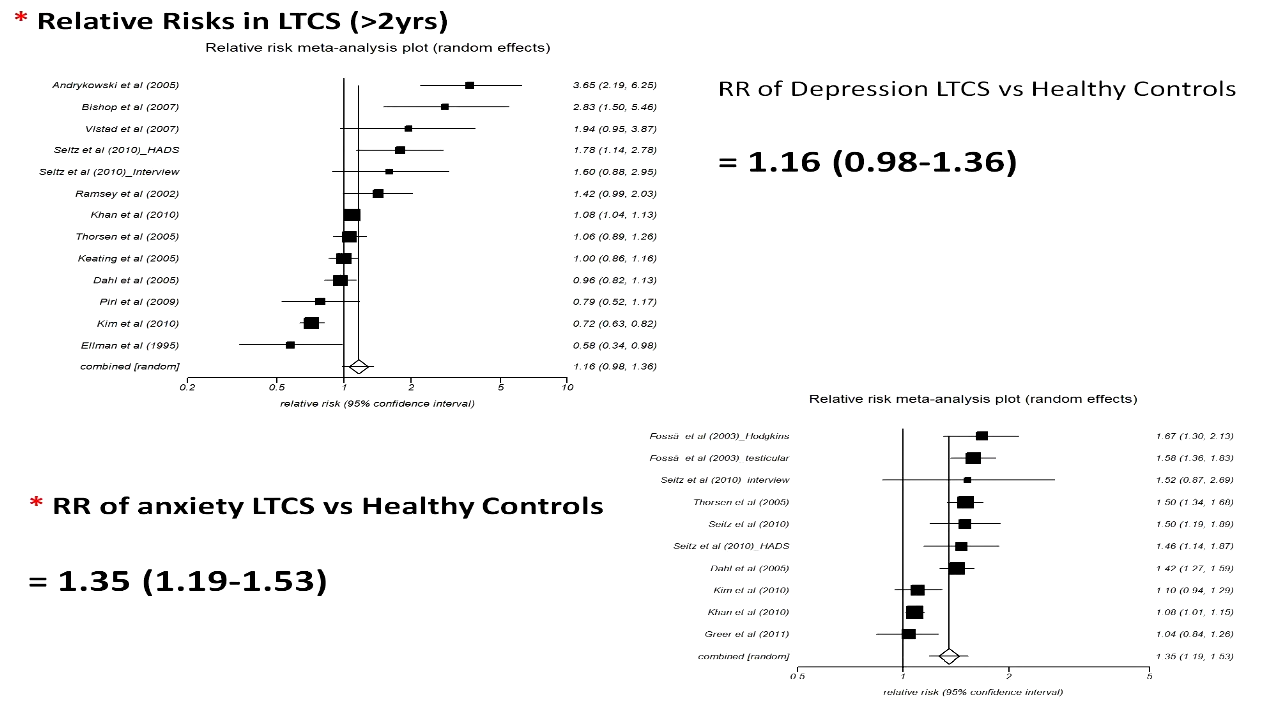 * Relative Risks in LTCS (>2yrs)
Relative risk meta-analysis plot (random effects)
Andrykowski et al (2005) 3.65 (2.19, 6.25)
Bishop et al (2007) 2.83 (1.50, 5.46)
Vistad et al (2007) 1.94 (0.95, 3.87)
Seitz et al (2010)_HADS 1.78 (1.14, 2.78)
Seitz et al (2010)_Interview 1.60 (0.88, 2.95)
Ramsey et al (2002) 1.42 (0.99, 2.03)
Khan et al (2010) 1.08 (1.04, 1.13)
Thorsen et al (2005) 1.06 (0.89, 1.26)
Keating et al (2005) 1.00 (0.86, 1.16)
Dahl et al (2005) 0.96 (0.82, 1.13)
Pirl et al (2009) 0.79 (0.52, 1.17)
Kim et al (2010) 0.72 (0.63, 0.82)
Ellman et al (1995) 0.58 (0.34, 0.98)
combined [random] 1.16 (0.98, 1.36)
0.2 0.5 1 2 5 10
relative risk (95% confidence interval)
RR of Depression LTCS vs Healthy Controls
= 1.16 (0.98-1.36)
* RR of anxiety LTCS vs Healthy Controls
= 1.35 (1.19-1.53)
Relative risk meta-analysis plot (random effects)
Fosså et al (2003)_Hodgkins 1.67 (1.30, 2.13)
Fosså et al (2003)_testicular 1.58 (1.36, 1.83)
Seitz et al (2010)_interview 1.52 (0.87, 2.69)
Thorsen et al (2005) 1.50 (1.34, 1.68)
Seitz et al (2010) 1.50 (1.19, 1.89)
Seitz et al (2010)_HADS 1.46 (1.14, 1.87)
Dahl et al (2005) 1.42 (1.27, 1.59)
Kim et al (2010) 1.10 (0.94, 1.29)
Khan et al (2010) 1.08 (1.01, 1.15)
Greer et al (2011) 1.04 (0.84, 1.26)
combined [random] 1.35 (1.19, 1.53)
0.5 1 2 5
relative risk (95% confidence interval)